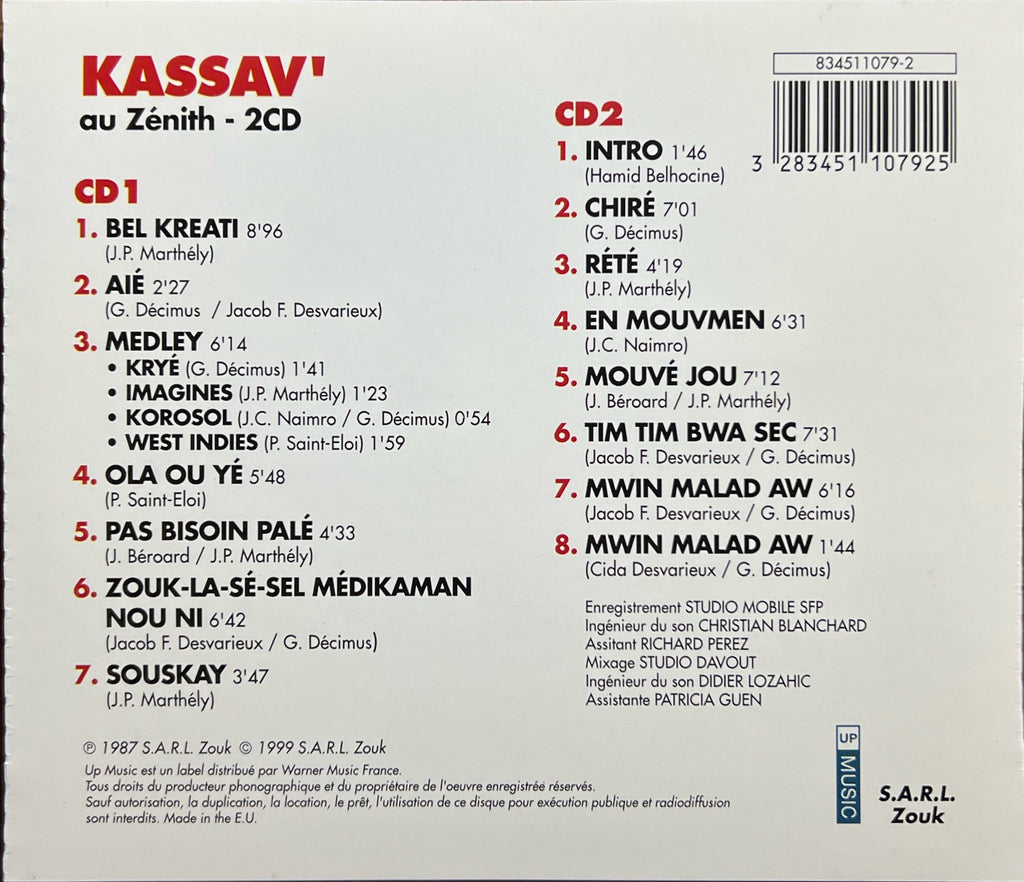 KASSAV'
au Zénith - 2CD
CD1
1. BEL KREATI 8'96
(J.P. Marthély)
2. AIÉ 2'27
(G. Décimus / Jacob F. Desvarieux)
3. MEDLEY 6'14
• KRYÉ (G. Décimus) 1'41
• IMAGINES (J.P. Marthély) 1'23
• KOROSOL (J.C. Naimro / G. Décimus) 0'54
• WEST INDIES (P. Saint-Eloi) 1'59
4. OLA OU YÉ 5'48
(P. Saint-Eloi)
5. PAS BISOIN PALÉ 4'33
(J. Béroard / J.P. Marthély)
6. ZOUK-LA-SÉ-SEL MÉDIKAMAN
NOU NI 6'42
(Jacob F. Desvarieux / G. Décimus)
7. SOUSKAY 3'47
(J.P. Marthély)
CD2
1. INTRO 1'46
(Hamid Belhocine)
2. CHIRÉ 7'01
(G. Décimus)
3. RÉTÉ 4'19
(J.P. Marthély)
4. EN MOUVMEN 6'31
(J.C. Naimro)
5. MOUVÉ JOU 7'12
(J. Béroard / J.P. Marthély)
6. TIM TIM BWA SEC 7'31
(Jacob F. Desvarieux / G. Décimus)
7. MWIN MALAD AW 6'16
(Jacob F. Desvarieux / G. Décimus)
8. MWIN MALAD AW 1'44
(Cida Desvarieux / G. Décimus)
834511079-2
3 283451 107925
Enregistrement STUDIO MOBILE SFP
Ingénieur du son CHRISTIAN BLANCHARD
Assitant RICHARD PEREZ
Mixage STUDIO DAVOUT
Ingénieur du son DIDIER LOZAHIC
Assistante PATRICIA GUEN
℗ 1987 S.A.R.L. Zouk © 1999 S.A.R.L. Zouk
Up Music est un label distribué par Warner Music France.
Tous droits du producteur phonographique et du propriétaire de l'oeuvre enregistrée réservés.
Sauf autorisation, la duplication, la location, le prêt, l'utilisation de ce disque pour exécution publique et radiodiffusion
sont interdits. Made in the E.U.
UP MUSIC
S.A.R.L.
Zouk